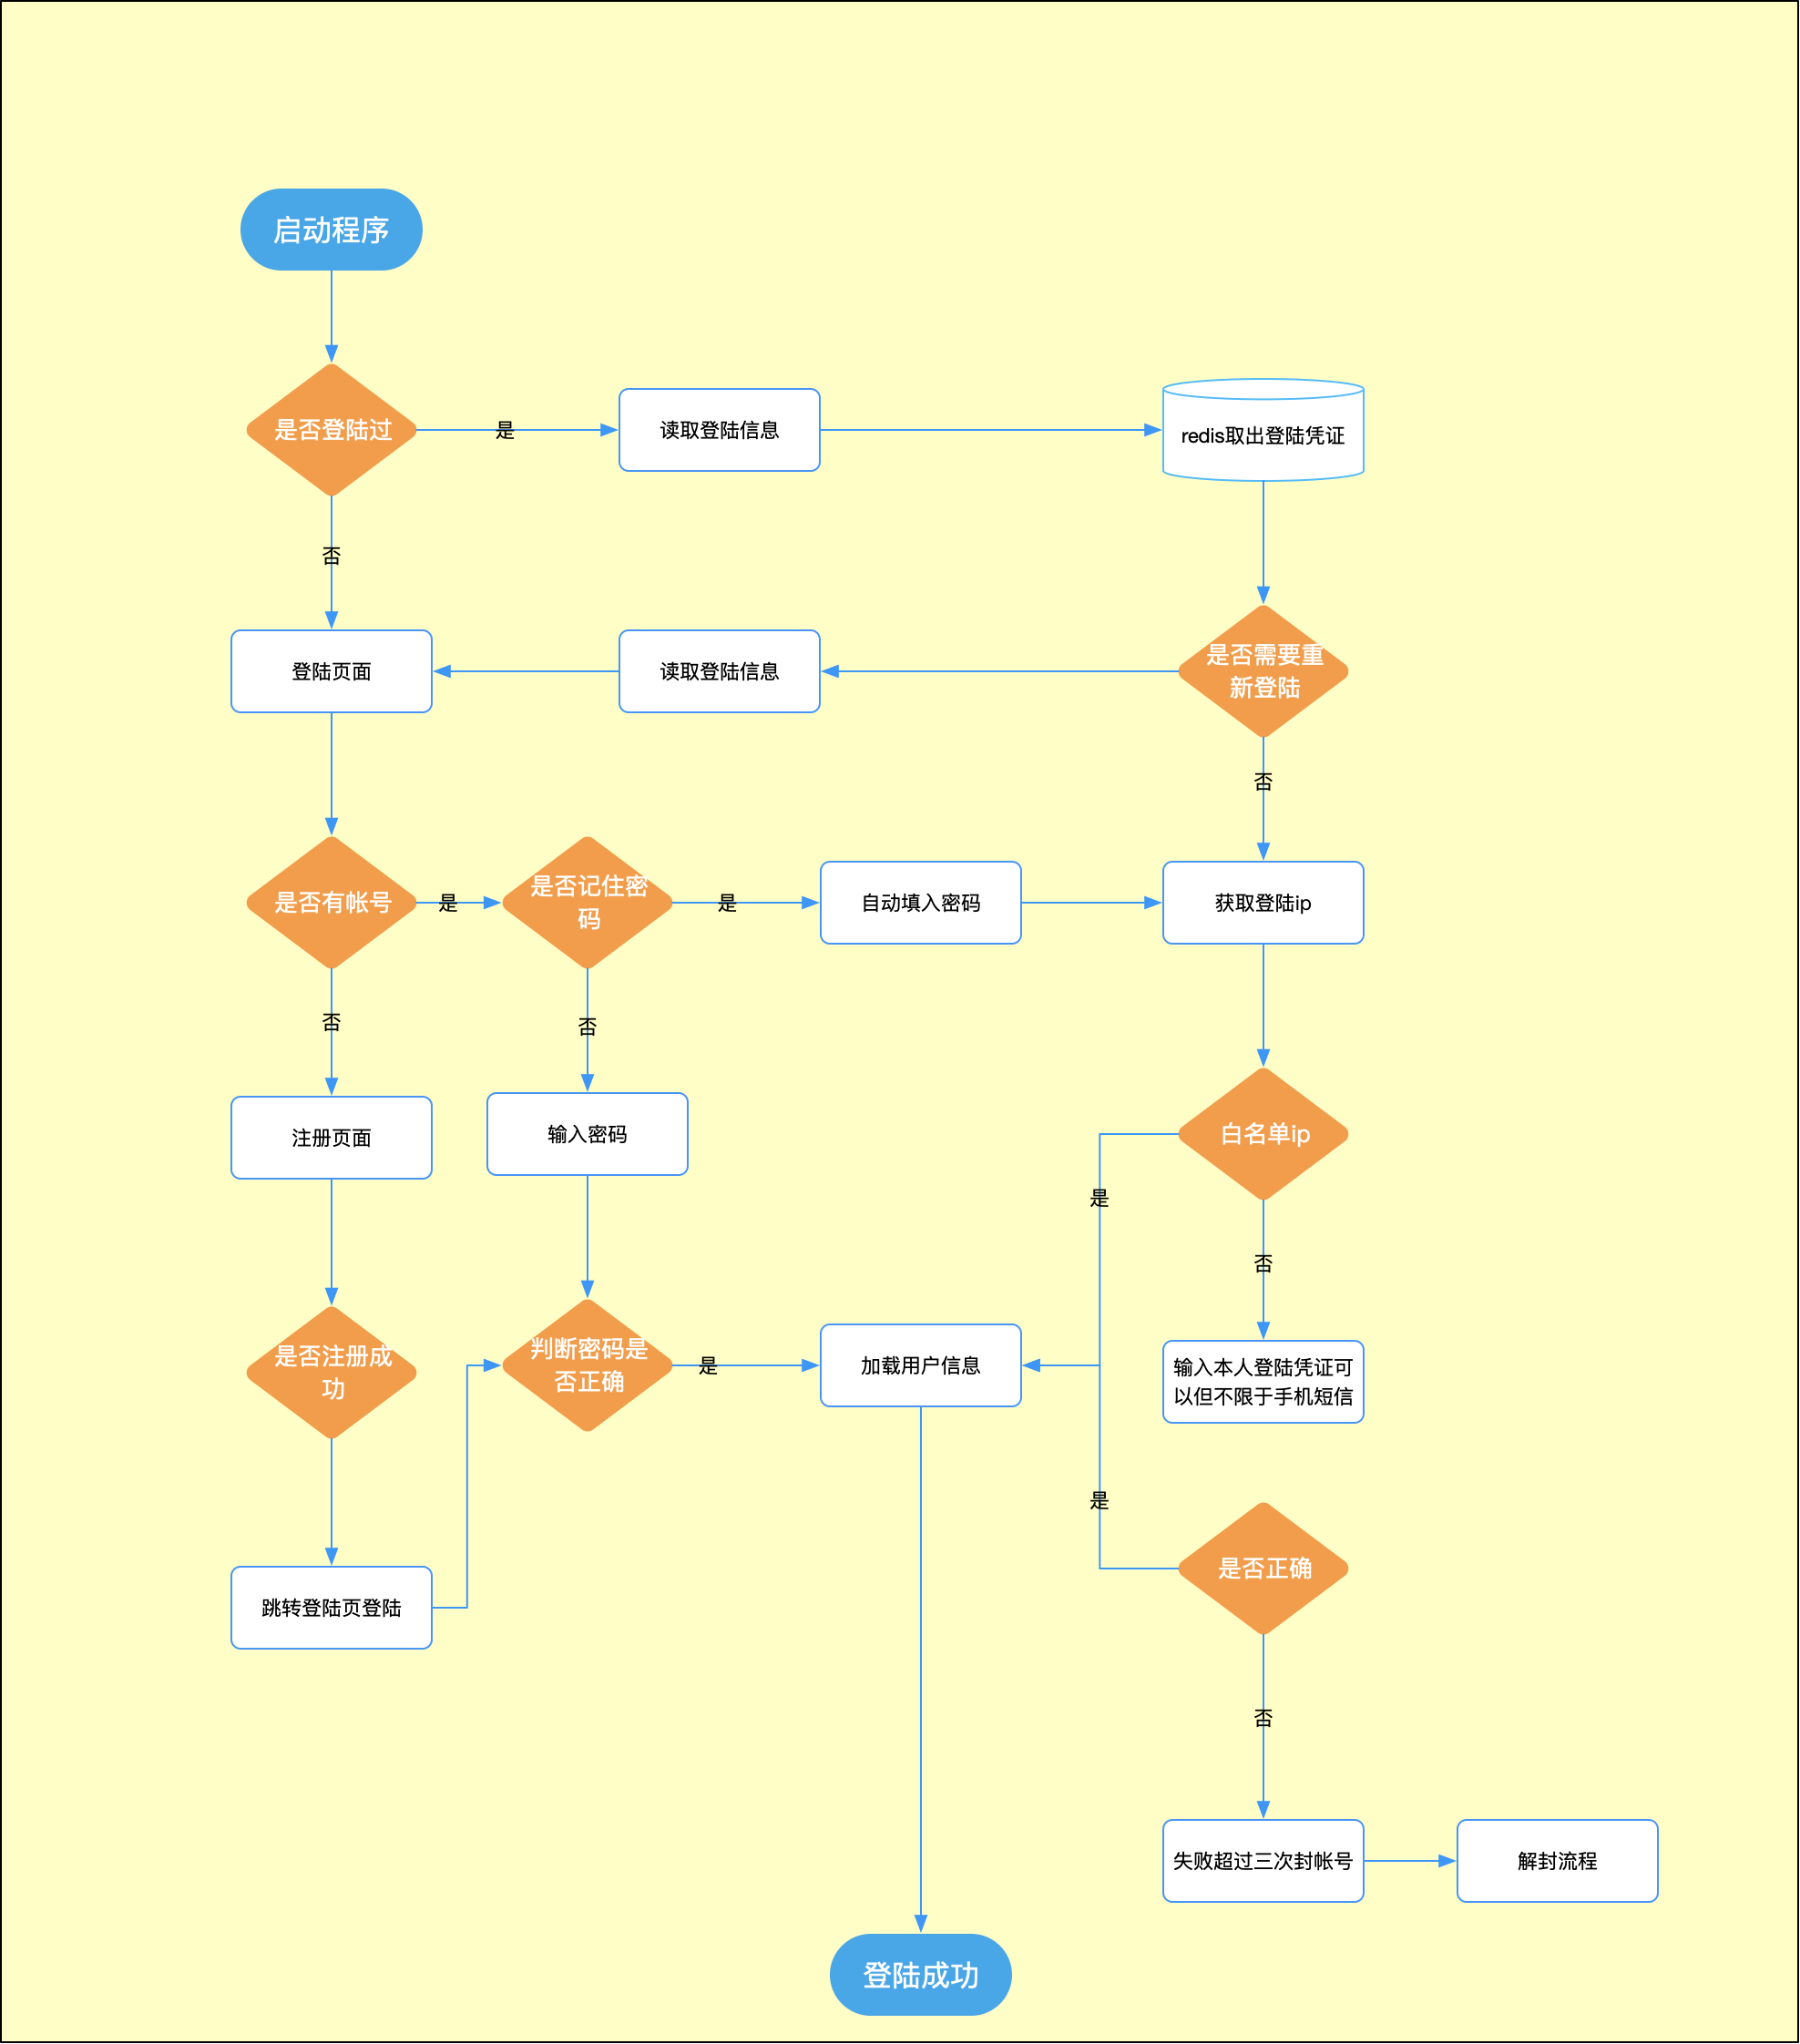 启动程序
是否登陆过
是
读取登陆信息
redis取出登陆凭证
否
登陆页面
读取登陆信息
是否需要重
新登陆
否
是否有帐号
是
是否记住密
码
是
自动填入密码
获取登陆ip
否
否
注册页面
输入密码
白名单ip
是
否
是否注册成
功
判断密码是
否正确
是
加载用户信息
输入本人登陆凭证可
以但不限于手机短信
是
是否正确
跳转登陆页登陆
否
失败超过三次封帐号
解封流程
登陆成功